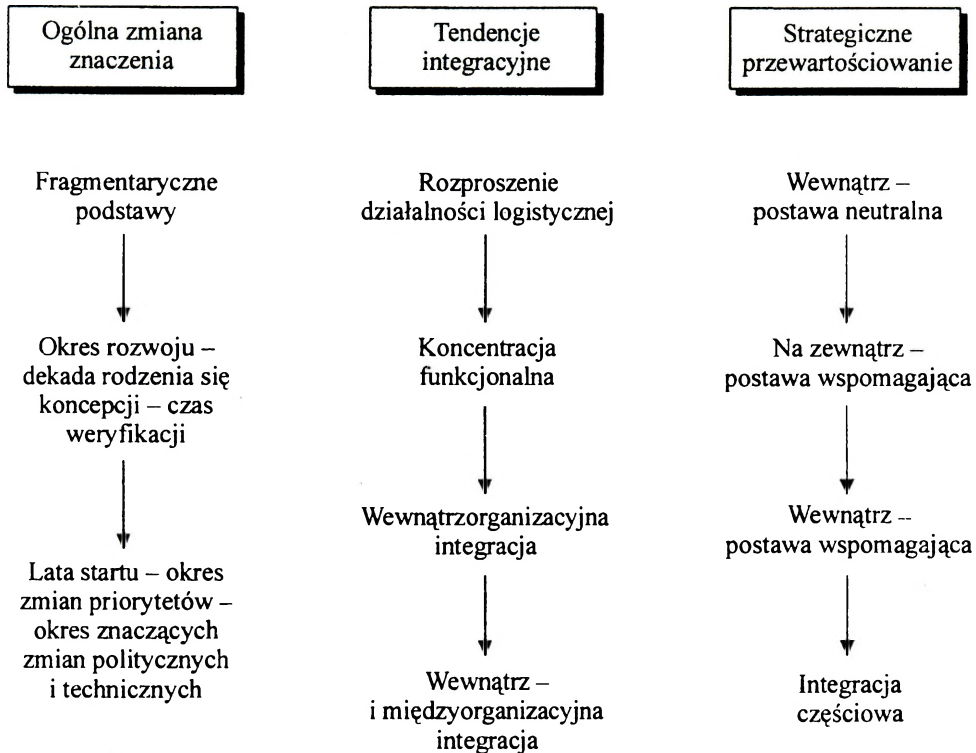 Ogólna zmiana
znaczenia
Fragmentaryczne
podstawy
Okres rozwoju –
dekada rodzenia się
koncepcji – czas
weryfikacji
Lata startu – okres
zmian priorytetów –
okres znaczących
zmian politycznych
i technicznych
Tendencje
integracyjne
Rozproszenie
działalności logistycznej
Koncentracja
funkcjonalna
Wewnątrzorganizacyjna
integracja
Wewnątrz –
i międzyorganizacyjna
integracja
Strategiczne
przewartościowanie
Wewnątrz –
postawa neutralna
Na zewnątrz –
postawa wspomagająca
Wewnątrz –
postawa wspomagająca
Integracja
częściowa